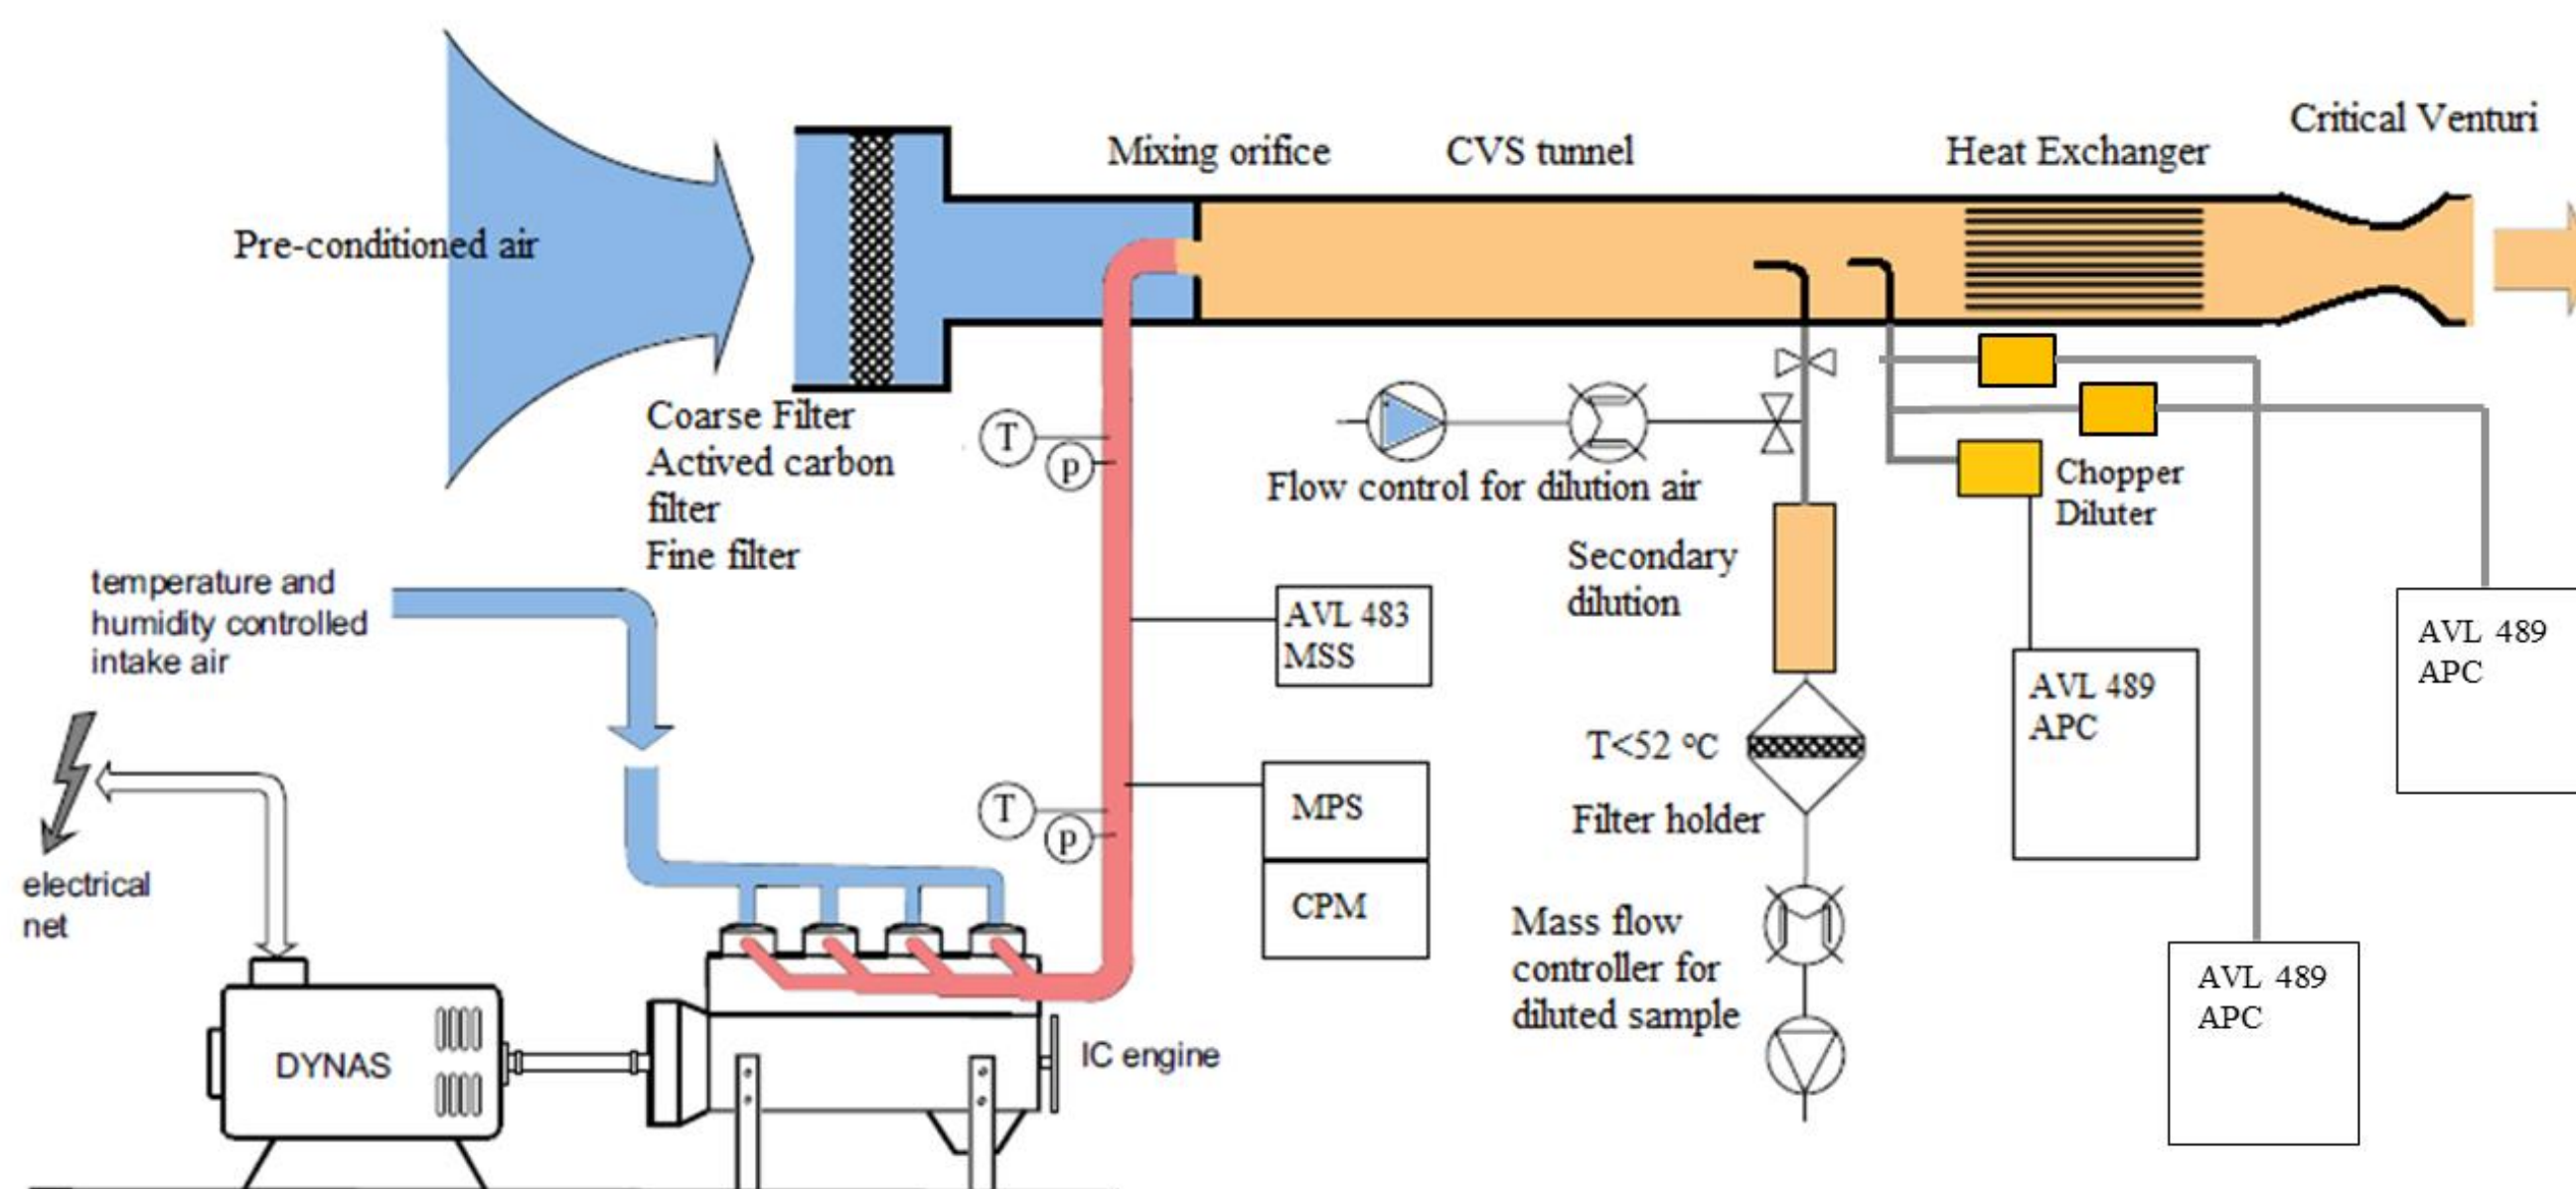 Critical Venturi
Mixing orifice
CVS tunnel
Heat Exchanger
Pre-conditioned air
Coarse Filter
Actived carbon
filter
Fine filter
T
p
Flow control for dilution air
Chopper
Diluter
temperature and
humidity controlled
intake air
Secondary
dilution
AVL 483
MSS
AVL 489
APC
AVL 489
APC
T<52 °C
T
p
MPS
Filter holder
CPM
electrical
net
Mass flow
controller for
diluted sample
AVL 489
APC
DYNAS
IC engine